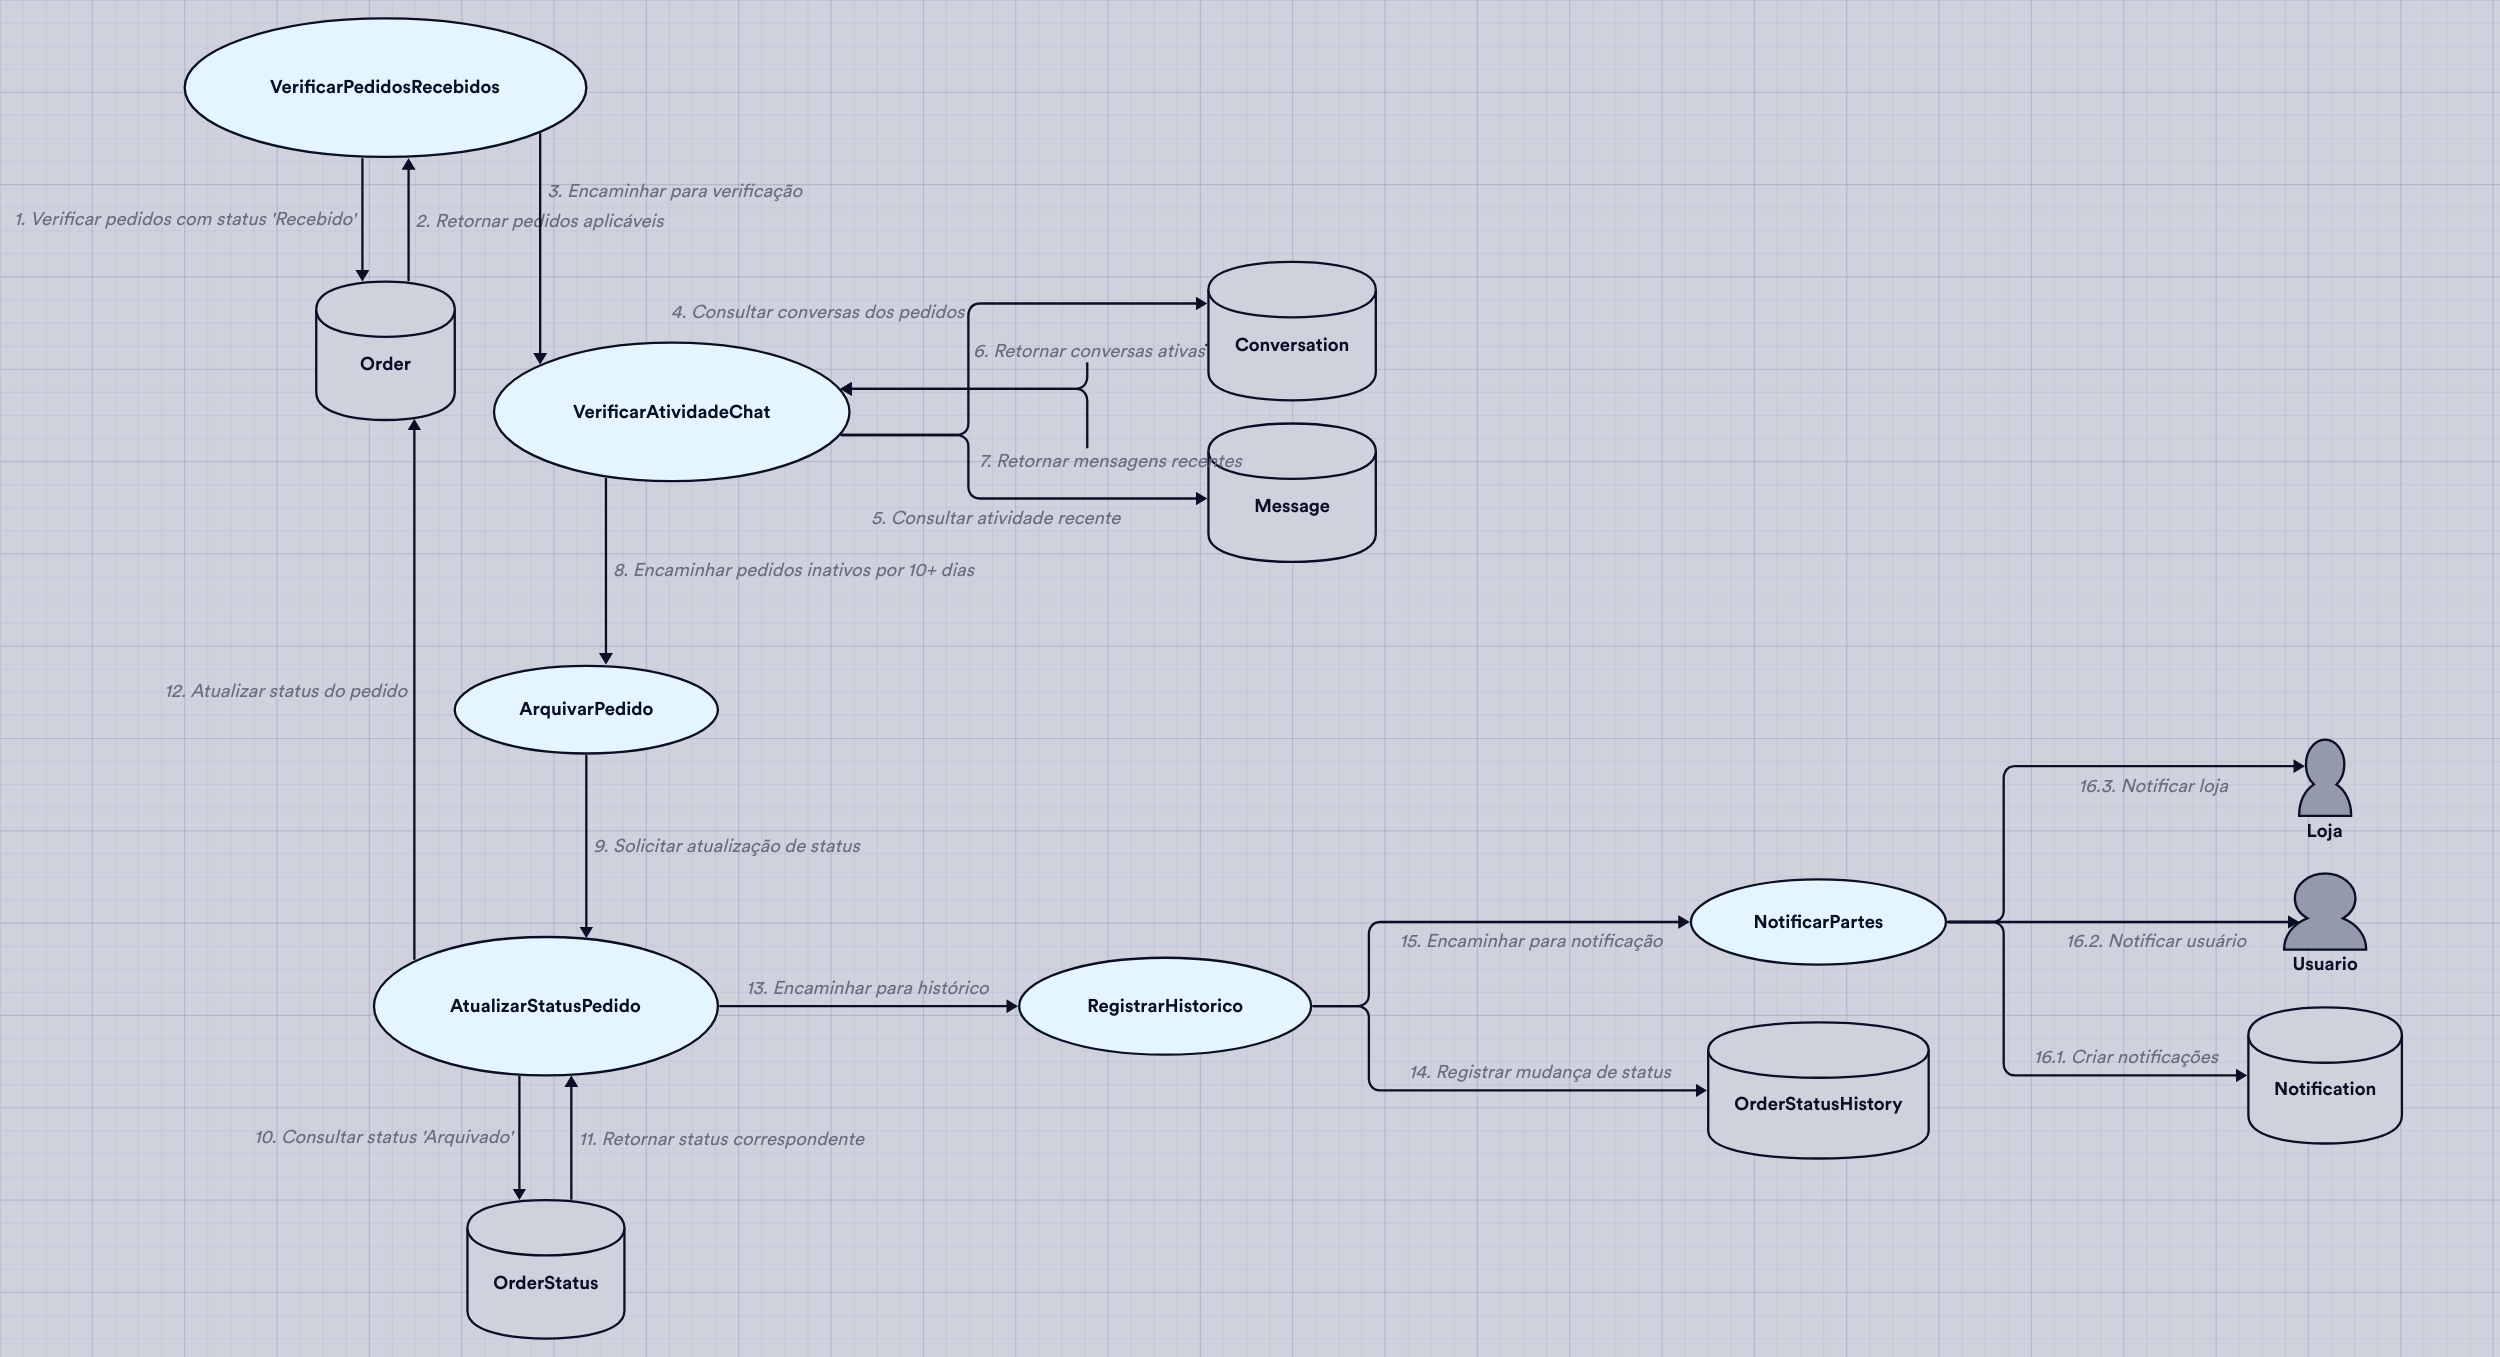 VerificarPedidosRecebidos
3. Encaminhar para verificação
1. Verificar pedidos com status 'Recebido'
2. Retornar pedidos aplicáveis
4. Consultar conversas dos pedidos
6. Retornar conversas ativas
Conversation
Order
VerificarAtividadeChat
7. Retornar mensagens recentes
Message
5. Consultar atividade recente
8. Encaminhar pedidos inativos por 10+ dias
12. Atualizar status do pedido
ArquivarPedido
16.3. Notificar loja
Loja
9. Solicitar atualização de status
NotificarPartes
15. Encaminhar para notificação
16.2. Notificar usuário
Usuario
13. Encaminhar para histórico
AtualizarStatusPedido
RegistrarHistorico
16.1. Criar notificações
14. Registrar mudança de status
Notification
OrderStatusHistory
10. Consultar status 'Arquivado'
11. Retornar status correspondente
OrderStatus